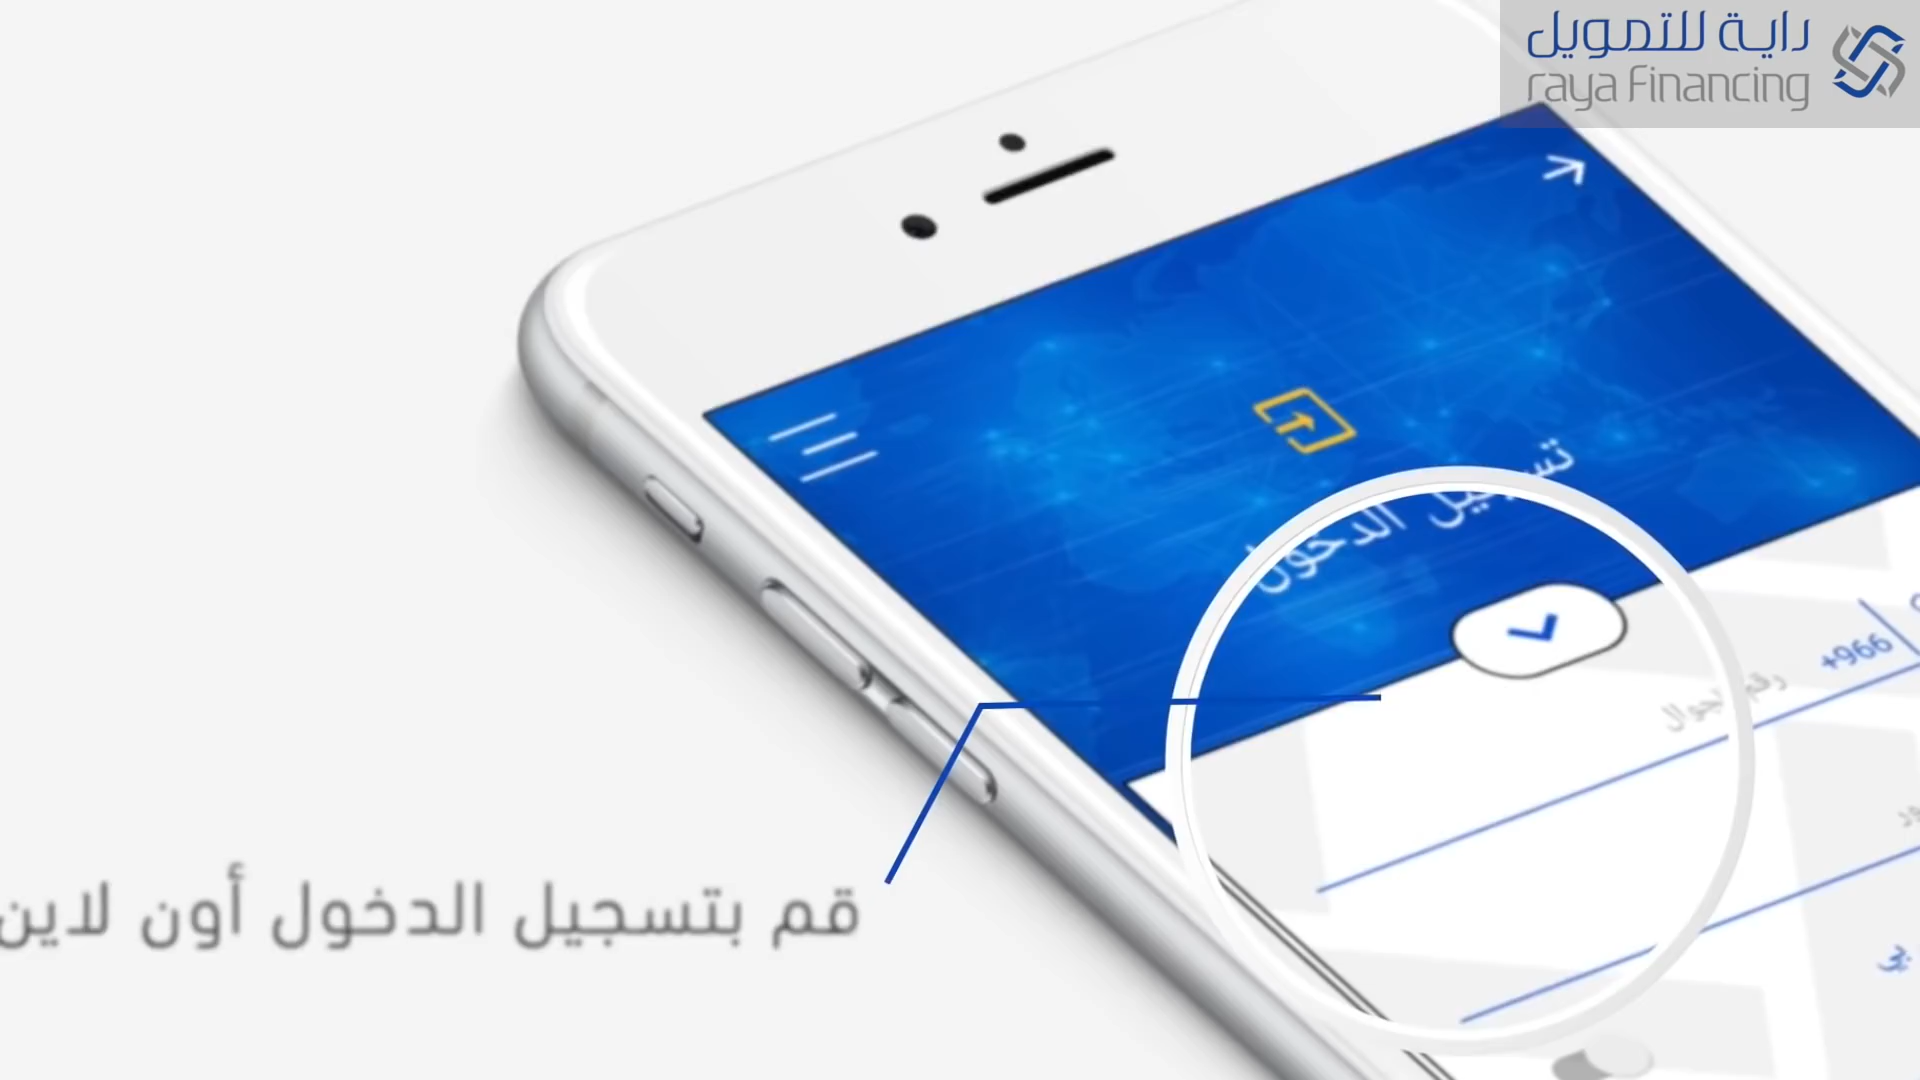 راية للتمويل
raya Financing
تسجيل الدخول
+966
رقم الجوال
قم بتسجيل الدخول أون لاين